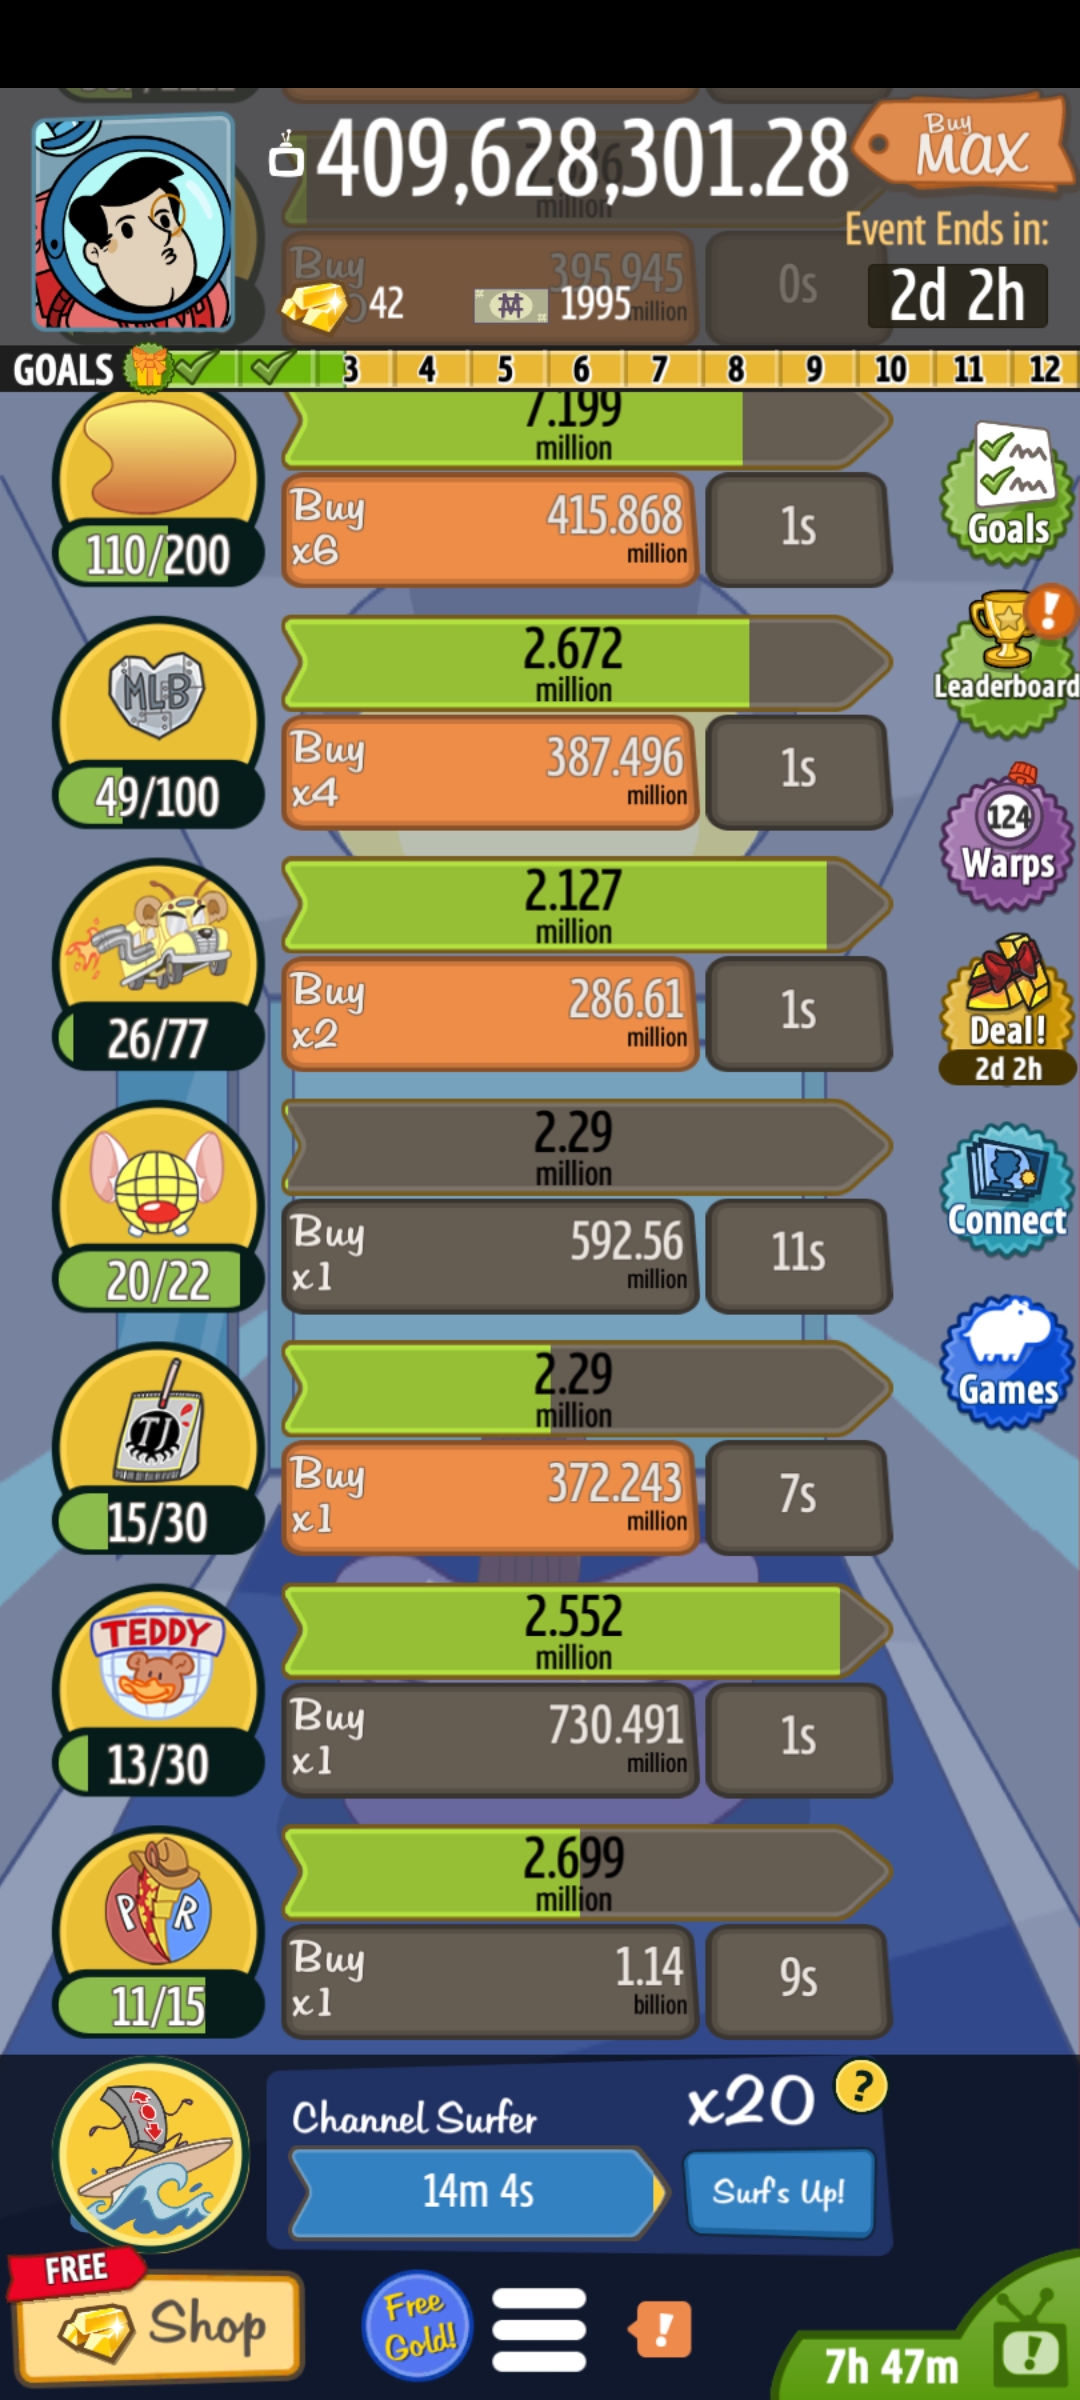 409,628,301.28
Buy
MAX
million
Event Ends in:
Buy
395.945
million
0s
42
1995
2d 2h
GOALS 3 4 5 6 7 8 9 10 11 12
7.199
million
110/200
Buy
x6
415.868
million
1s
Goals
MLB
49/100
2.672
million
Buy
x4
387.496
million
1s
Leaderboard
26/77
2.127
million
Buy
x2
286.61
million
1s
124
Warps
Deal!
2d 2h
20/22
2.29
million
Buy
x1
592.56
million
11s
Connect
TJ
15/30
2.29
million
Buy
x1
372.243
million
7s
Games
TEDDY
13/30
2.552
million
Buy
x1
730.491
million
1s
P R
11/15
2.699
million
Buy
x1
1.14
billion
9s
Channel Surfer
x20
?
14m 4s
Surf's Up!
FREE
Shop
Free
Gold!
!
7h 47m
!